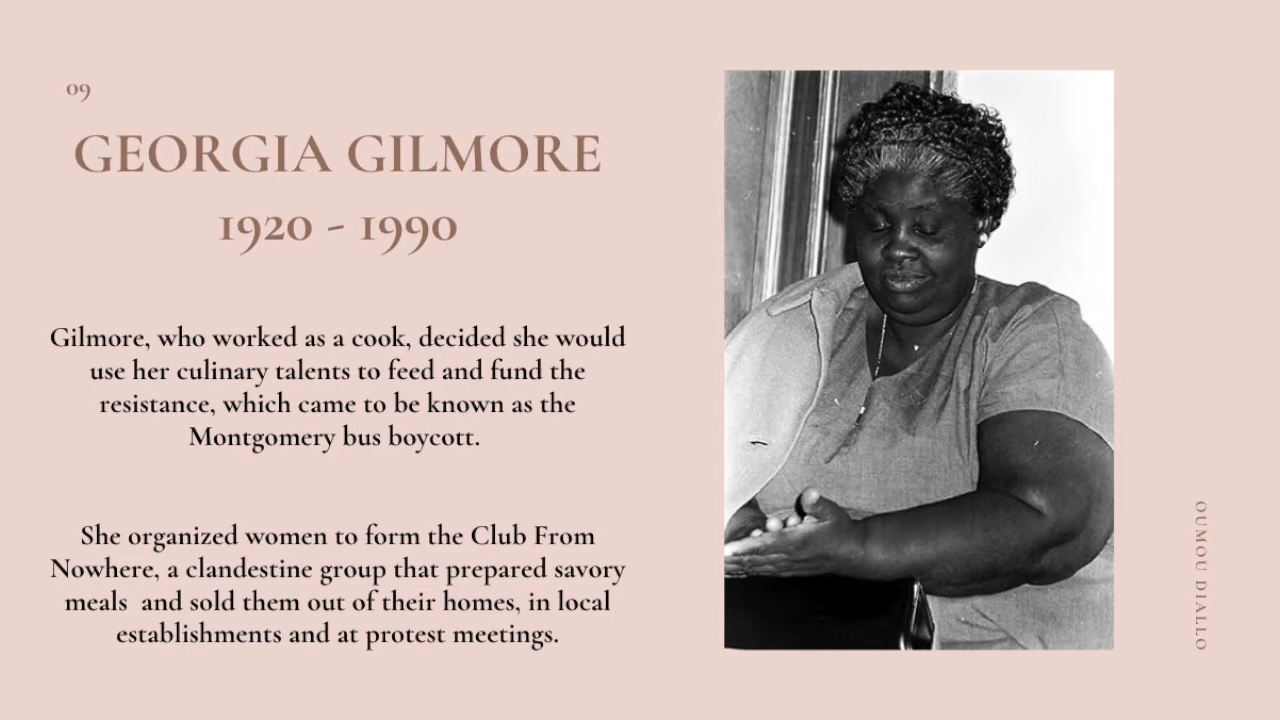 09
GEORGIA GILMORE
1920 - 1990
Gilmore, who worked as a cook, decided she would
use her culinary talents to feed and fund the
resistance, which came to be known as the
Montgomery bus boycott.
She organized women to form the Club From
Nowhere, a clandestine group that prepared savory
meals  and sold them out of their homes, in local
establishments and at protest meetings.
OUMOU DIALLO